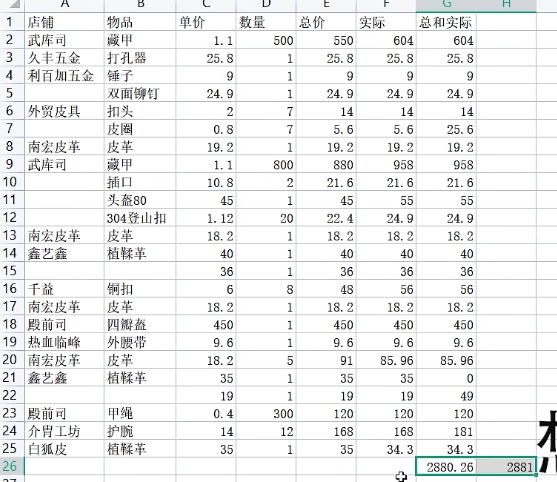 A B C D E F G H
1 店铺 物品 单价 数量 总价 实际 总和实际
2 武库司 藏甲 1.1 500 550 604 604
3 久丰五金 打孔器 25.8 1 25.8 25.8 25.8
4 利百加五金 锤子 9 1 9 9 9
5 双面铆钉 24.9 1 24.9 24.9 24.9
6 外贸皮具 扣头 2 7 14 14 14
7 皮圈 0.8 7 5.6 5.6 25.6
8 南宏皮革 皮革 19.2 1 19.2 19.2 19.2
9 武库司 藏甲 1.1 800 880 958 958
10 插口 10.8 2 21.6 21.6 21.6
11 头盔80 45 1 45 55 55
12 304登山扣 1.12 20 22.4 24.9 24.9
13 南宏皮革 皮革 18.2 1 18.2 18.2 18.2
14 鑫艺鑫 植鞣革 40 1 40 40 40
15 36 1 36 36 36
16 千益 铜扣 6 8 48 56 56
17 南宏皮革 皮革 18.2 1 18.2 18.2 18.2
18 殿前司 四瓣盔 450 1 450 450 450
19 热血临峰 外腰带 9.6 1 9.6 9.6 9.6
20 南宏皮革 皮革 18.2 5 91 85.96 85.96
21 鑫艺鑫 植鞣革 35 1 35 35 0
22 19 1 19 19 49
23 殿前司 甲绳 0.4 300 120 120 120
24 介胄工坊 护腕 14 12 168 168 181
25 白狐皮 植鞣革 35 1 35 34.3 34.3
26 2880.26 2881